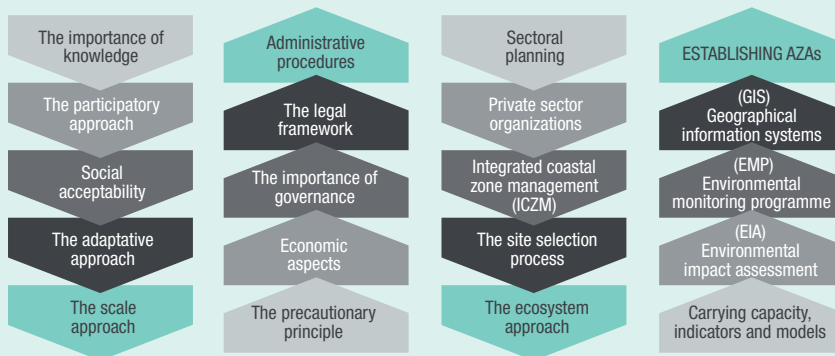 The importance of
knowledge
The participatory
approach
Social
acceptability
The adaptative
approach
The scale
approach
Administrative
procedures
The legal
framework
The importance of
governance
Economic
aspects
The precautionary
principle
Sectoral
planning
Private sector
organizations
Integrated coastal
zone management
(ICZM)
The site selection
process
The ecosystem
approach
ESTABLISHING AZAs
(GIS)
Geographical
information systems
(EMP)
Environmental
monitoring programme
(EIA)
Environmental
impact assessment
Carrying capacity,
indicators and models